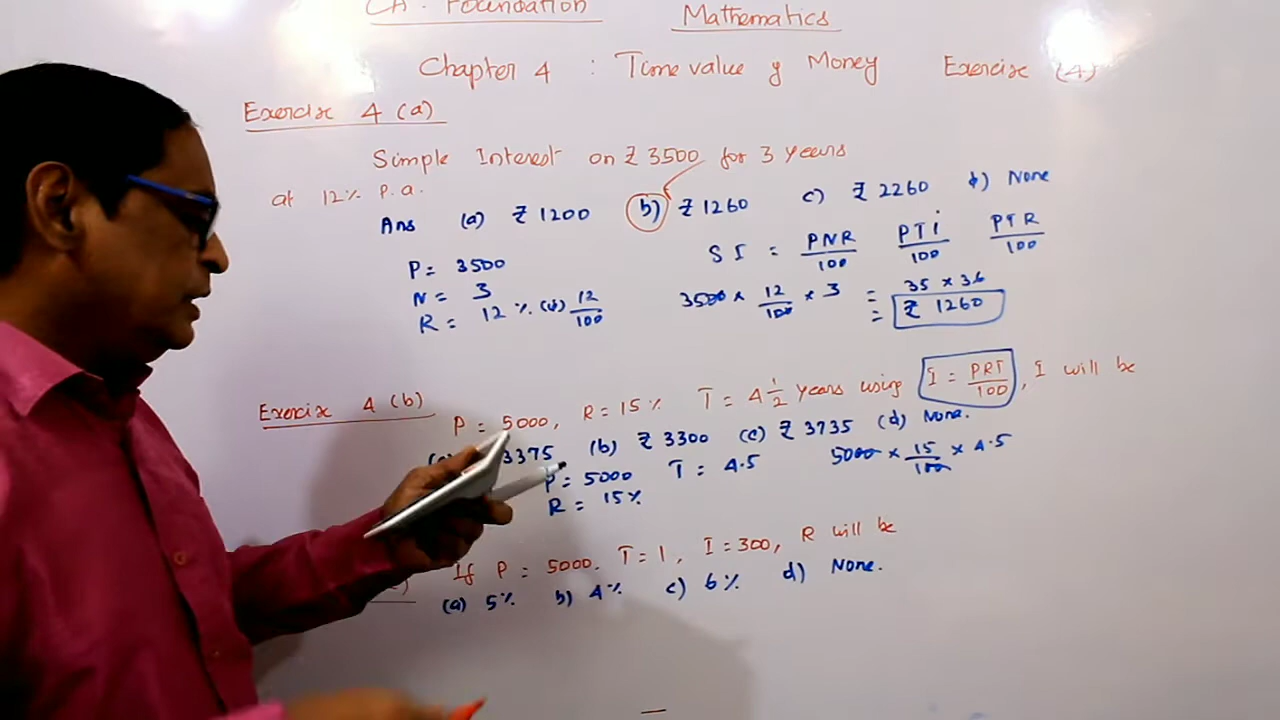 CA. Foundation Mathematics
Chapter 4 : Time value of Money Exercise (4)
Exercise 4 (a)
Simple Interest on ₹ 3500 for 3 years
at 12% P.a.
Ans (a) ₹ 1200 b) ₹ 1260 c) ₹ 2260 d) None
P = 3500
N = 3
R = 12 % (or) 12/100
S I = PNR/100 PTi/100 PTR/100
3500 × 12/100 × 3 = 35 × 36
= ₹ 1260
Exercise 4 (b)
P = 5000, R = 15% T = 4 1/2 years using I = PRT/100, I will be
3375 (b) ₹ 3300 (c) ₹ 3735 (d) None.
P = 5000 T = 4.5 5000 × 15/100 × 4.5
R = 15%
If P = 5000. T = 1, I = 300, R will be
(a) 5% b) 4% c) 6% d) None.